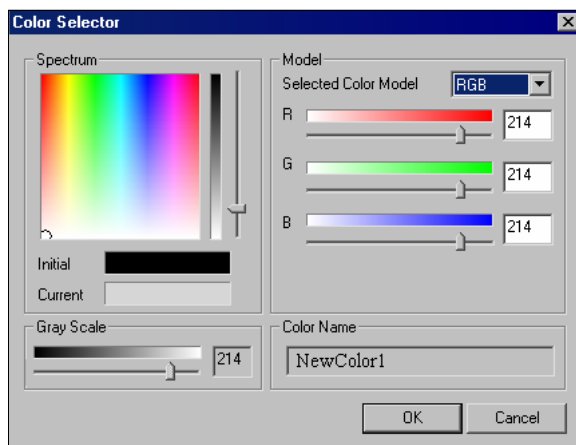 Color Selector
Spectrum
Initial
Current
Gray Scale
214
Model
Selected Color Model RGB
R 214
G 214
B 214
Color Name
NewColor1
OK Cancel